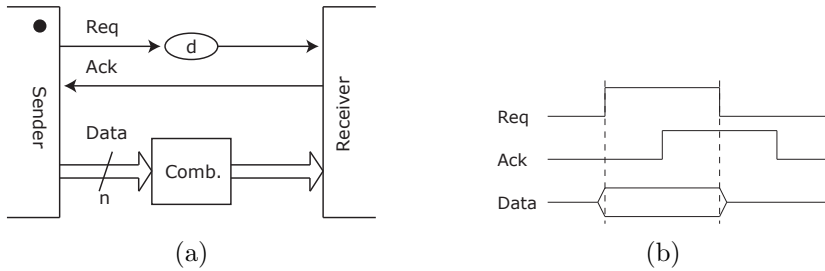 Sender
Req
d
Ack
Data
n
Comb.
Receiver
(a)
Req
Ack
Data
(b)